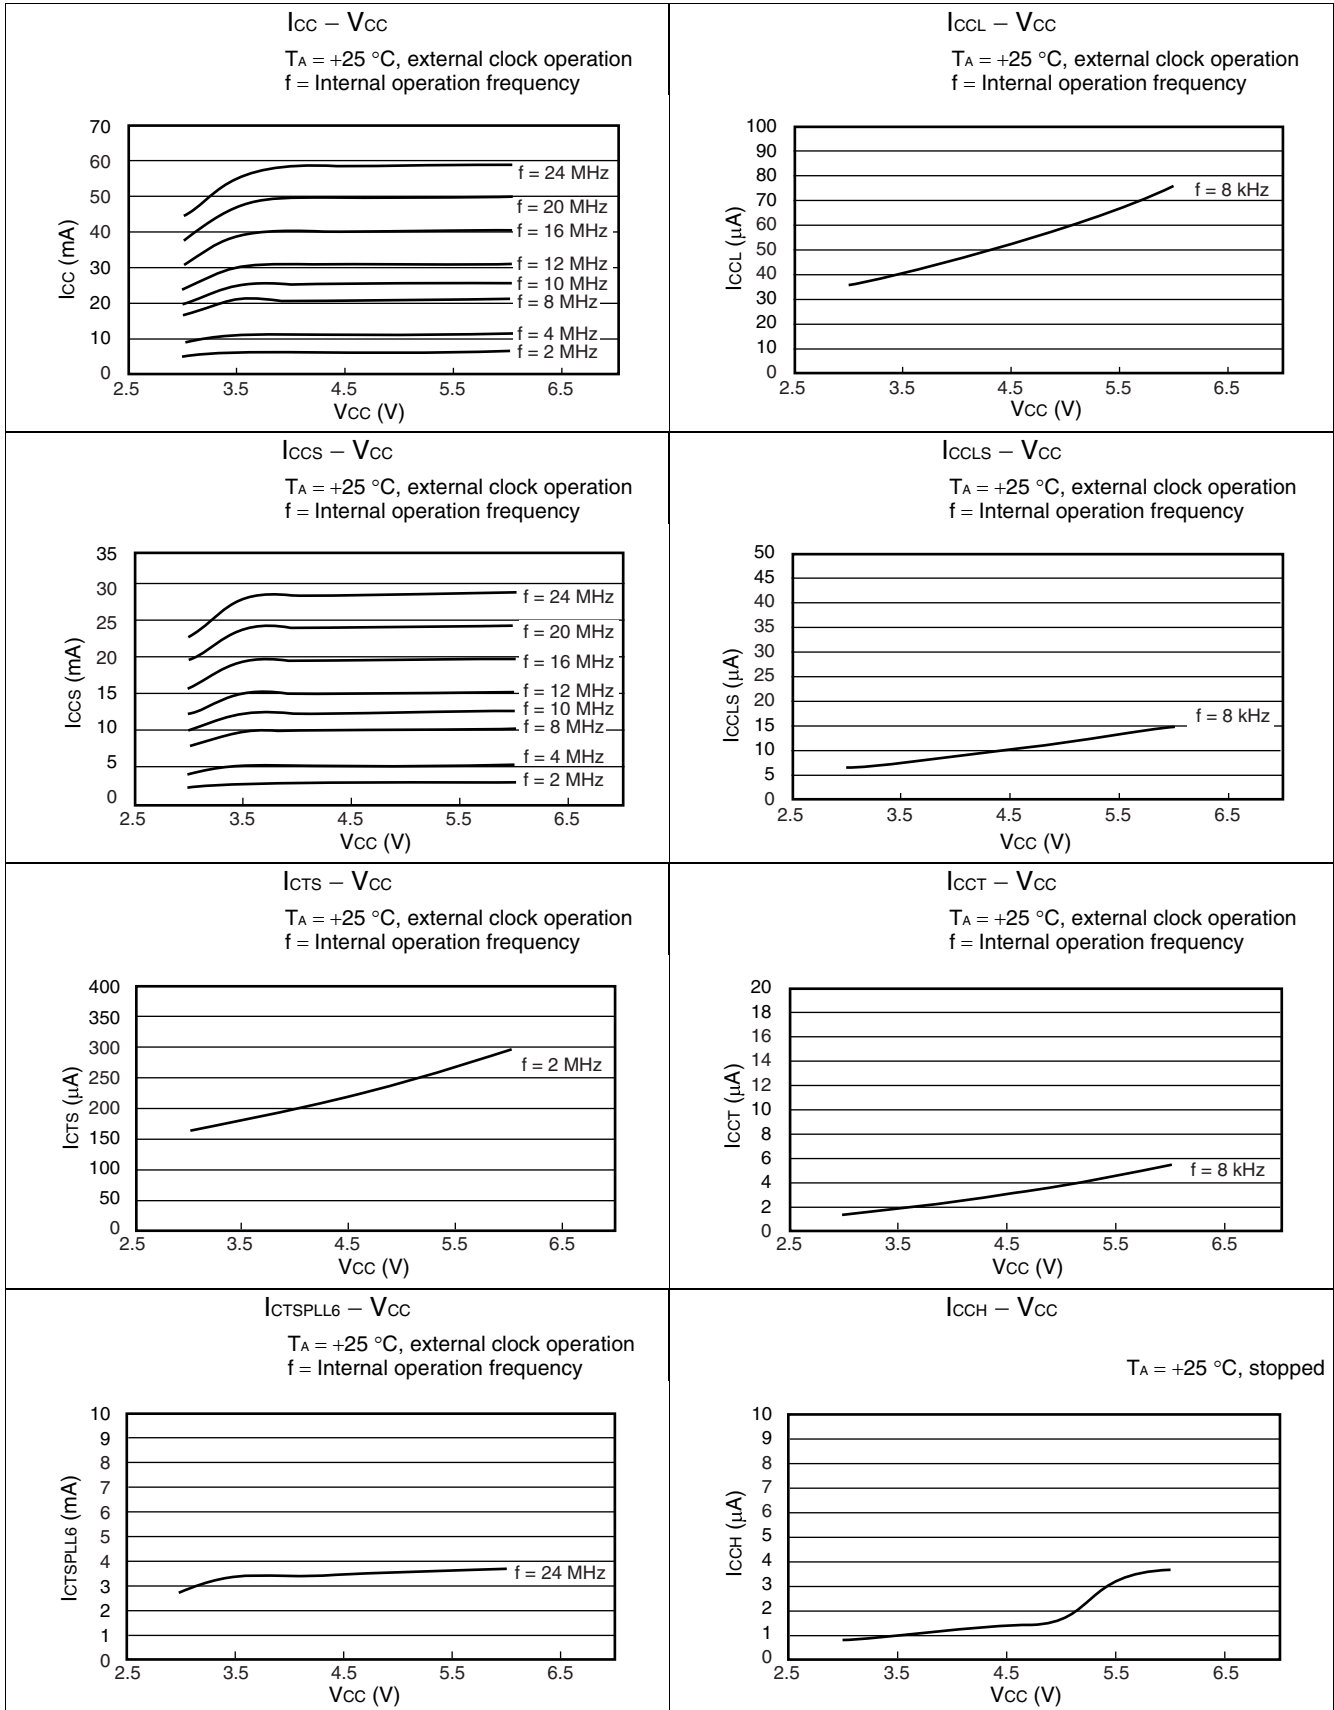 ICC – VCC
TA = +25 °C, external clock operation
f = Internal operation frequency
70
60
50
40
30
20
10
0
ICC (mA)
f = 24 MHz
f = 20 MHz
f = 16 MHz
f = 12 MHz
f = 10 MHz
f = 8 MHz
f = 4 MHz
f = 2 MHz
2.5 3.5 4.5 5.5 6.5
VCC (V)
ICCL – VCC
TA = +25 °C, external clock operation
f = Internal operation frequency
100
90
80
70
60
50
40
30
20
10
0
ICCL (µA)
f = 8 kHz
2.5 3.5 4.5 5.5 6.5
VCC (V)
ICCS – VCC
TA = +25 °C, external clock operation
f = Internal operation frequency
35
30
25
20
15
10
5
0
ICCS (mA)
f = 24 MHz
f = 20 MHz
f = 16 MHz
f = 12 MHz
f = 10 MHz
f = 8 MHz
f = 4 MHz
f = 2 MHz
2.5 3.5 4.5 5.5 6.5
VCC (V)
ICCLS – VCC
TA = +25 °C, external clock operation
f = Internal operation frequency
50
45
40
35
30
25
20
15
10
5
0
ICCLS (µA)
f = 8 kHz
2.5 3.5 4.5 5.5 6.5
VCC (V)
ICTS – VCC
TA = +25 °C, external clock operation
f = Internal operation frequency
400
350
300
250
200
150
100
50
0
ICTS (µA)
f = 2 MHz
2.5 3.5 4.5 5.5 6.5
VCC (V)
ICCT – VCC
TA = +25 °C, external clock operation
f = Internal operation frequency
20
18
16
14
12
10
8
6
4
2
0
ICCT (µA)
f = 8 kHz
2.5 3.5 4.5 5.5 6.5
VCC (V)
ICTSPLL6 – VCC
TA = +25 °C, external clock operation
f = Internal operation frequency
10
9
8
7
6
5
4
3
2
1
0
ICTSPLL6 (mA)
f = 24 MHz
2.5 3.5 4.5 5.5 6.5
VCC (V)
ICCH – VCC
TA = +25 °C, stopped
10
9
8
7
6
5
4
3
2
1
0
ICCH (µA)
2.5 3.5 4.5 5.5 6.5
VCC (V)